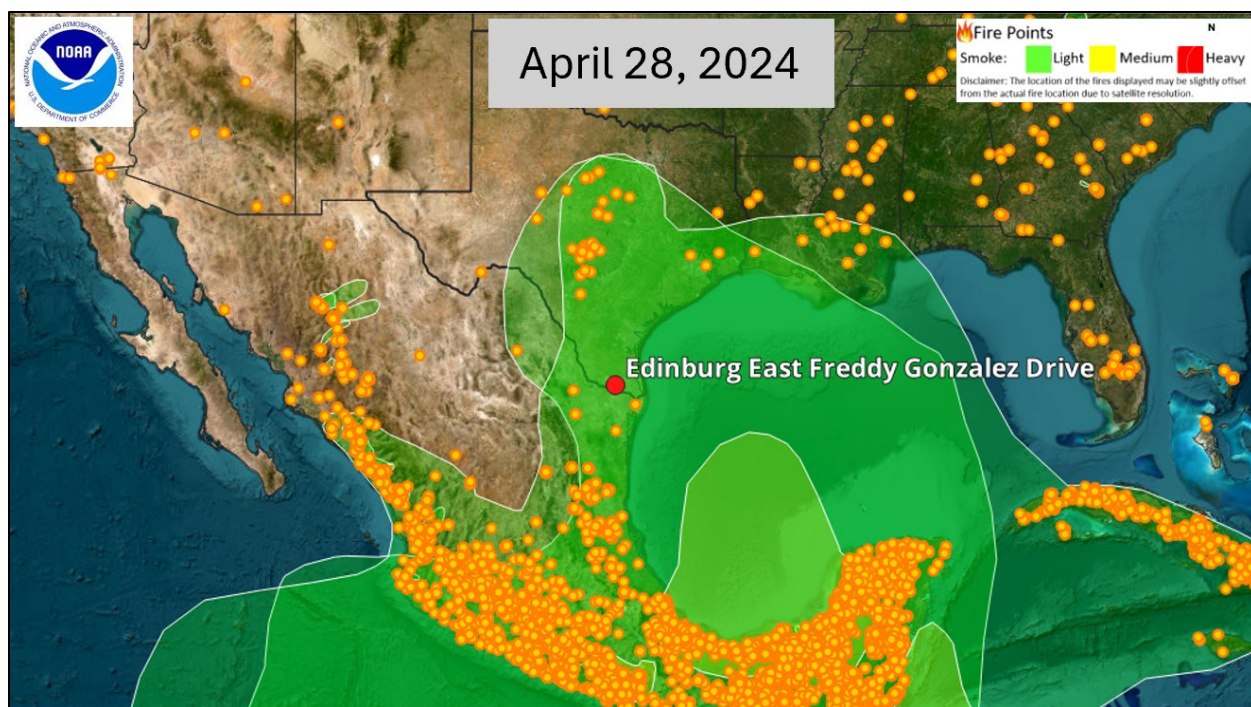 NATIONAL OCEANIC AND ATMOSPHERIC ADMINISTRATION
NOAA
U.S. DEPARTMENT OF COMMERCE
April 28, 2024
Fire Points
N
Smoke: Light Medium Heavy
Disclaimer: The location of the fires displayed may be slightly offset
from the actual fire location due to satellite resolution.
Edinburg East Freddy Gonzalez Drive